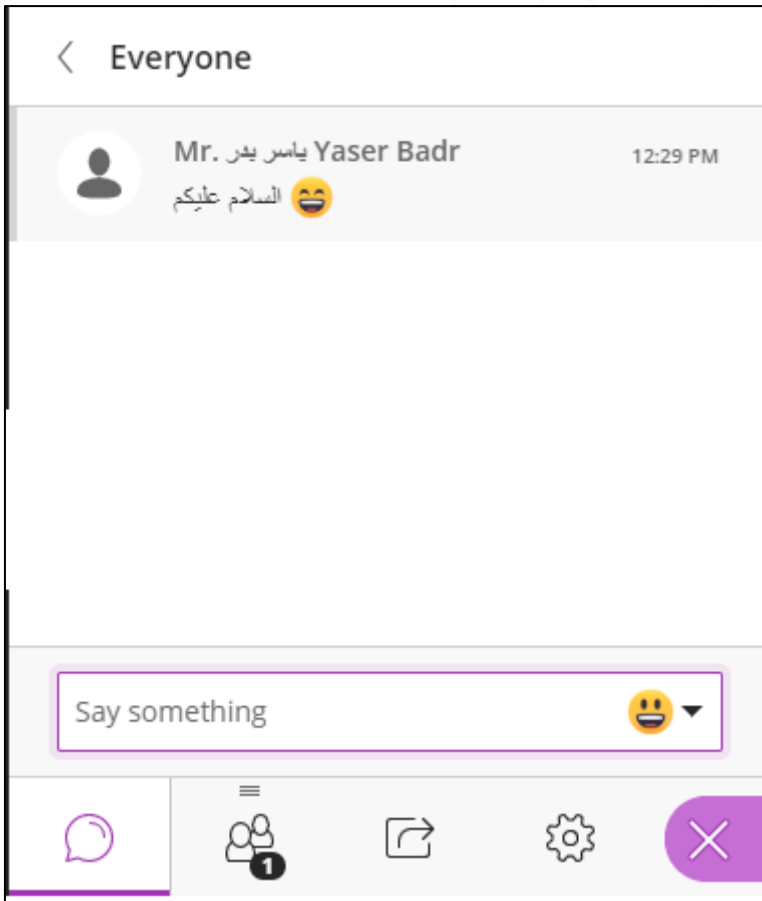 Everyone
Mr. ياسر بدر Yaser Badr
12:29 PM
السلام عليكم 😄
Say something
1